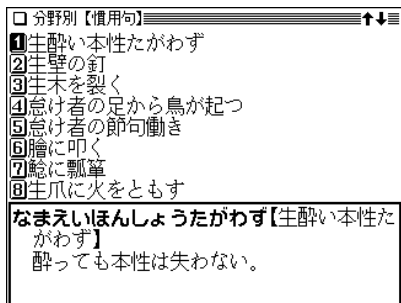 分野別【慣用句】
1生酔い本性たがわず
2生壁の釘
3生木を裂く
4怠け者の足から鳥が起つ
5怠け者の節句働き
6膾に叩く
7鯰に瓢箪
8生爪に火をともす
なまえいほんしょうたがわず【生酔い本性た
がわず】
酔っても本性は失わない。